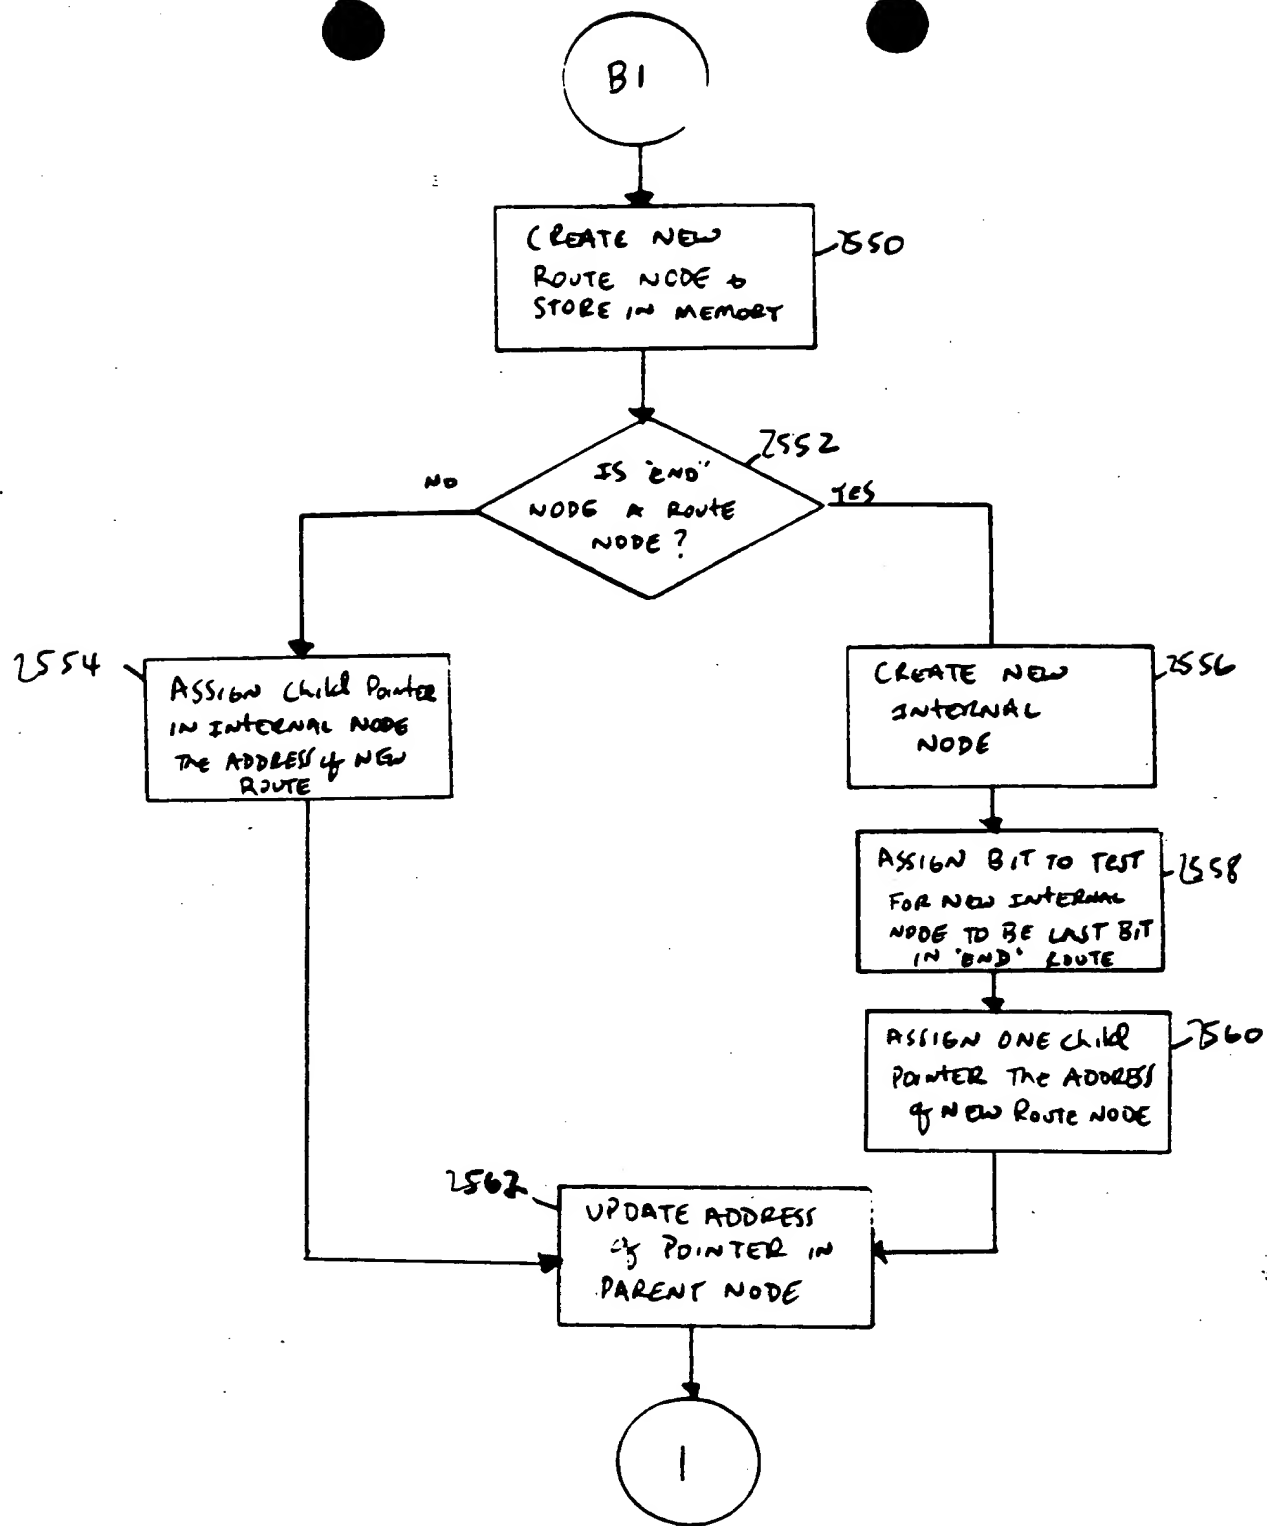 B1
CREATE NEW
ROUTE NODE &
STORE IN MEMORY
2550
2552
IS "END"
NODE A ROUTE
NODE?
NO
YES
2554
ASSIGN Child Pointer
IN INTERNAL NODE
THE ADDRESS of NEW
ROUTE
CREATE NEW
INTERNAL
NODE
2556
ASSIGN BIT TO TEST
FOR NEW INTERNAL
NODE TO BE LAST BIT
IN "END" ROUTE
2558
ASSIGN ONE Child
POINTER The ADDRESS
of NEW ROUTE NODE
2560
2562
UPDATE ADDRESS
of POINTER IN
PARENT NODE
1